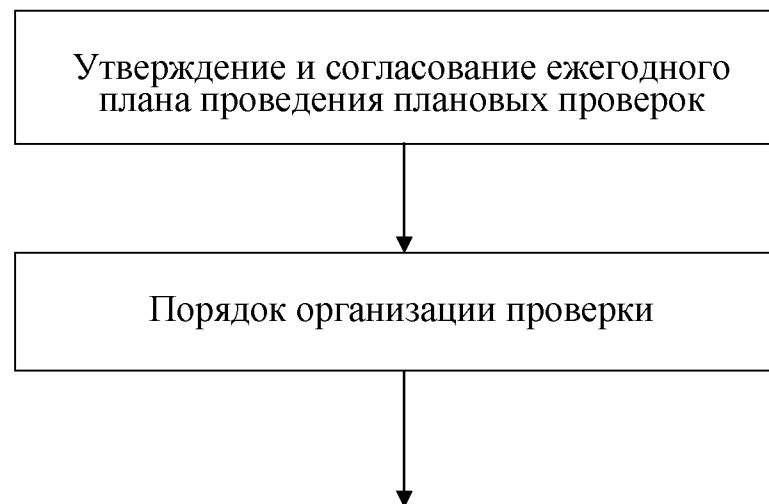 Утверждение и согласование ежегодного
плана проведения плановых проверок
Порядок организации проверки